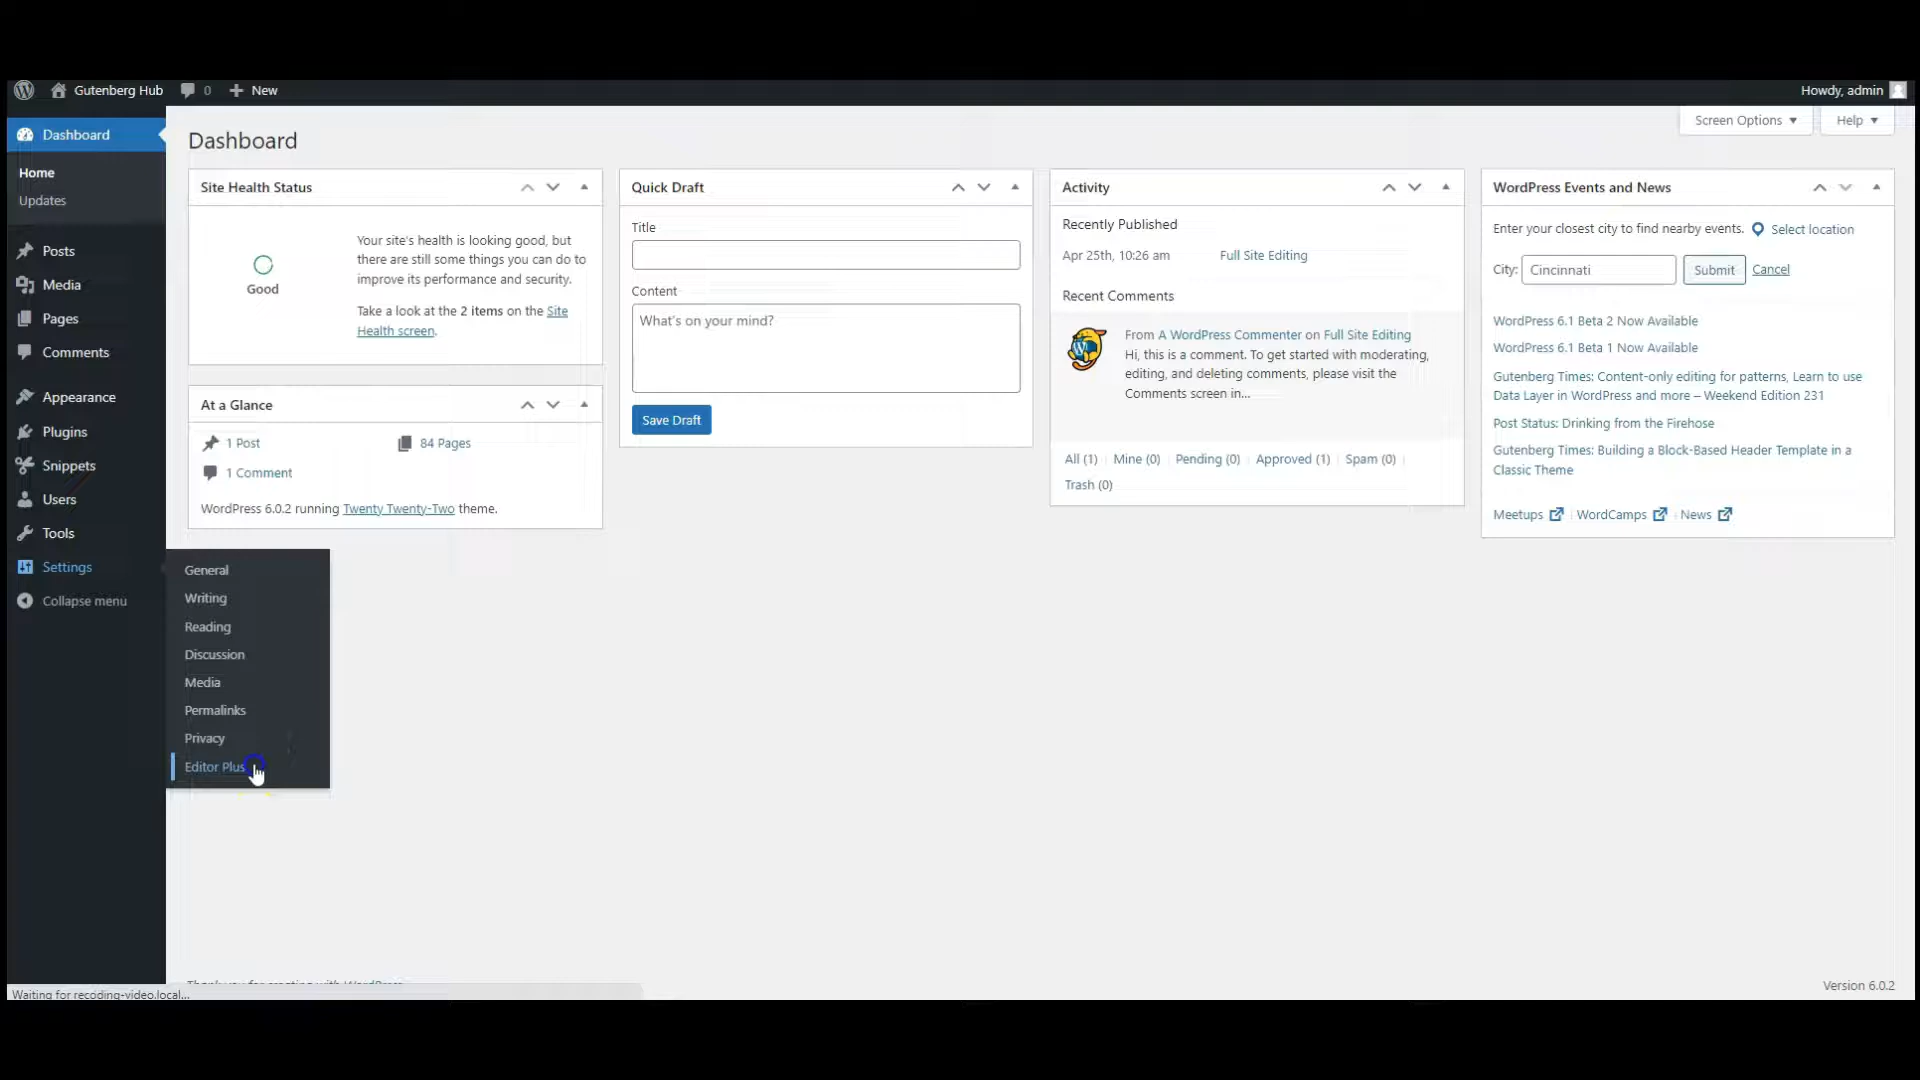 Gutenberg Hub 0 New Howdy, admin
Dashboard
Home
Updates
Posts
Media
Pages
Comments
Appearance
Plugins
Snippets
Users
Tools
Settings
Collapse menu
General
Writing
Reading
Discussion
Media
Permalinks
Privacy
Editor Plus
Screen Options Help
Dashboard
Site Health Status
Good
Your site's health is looking good, but
there are still some things you can do to
improve its performance and security.
Take a look at the 2 items on the Site
Health screen.
At a Glance
1 Post 84 Pages
1 Comment
WordPress 6.0.2 running Twenty Twenty-Two theme.
Quick Draft
Title
Content
What's on your mind?
Save Draft
Activity
Recently Published
Apr 25th, 10:26 am Full Site Editing
Recent Comments
From A WordPress Commenter on Full Site Editing
Hi, this is a comment. To get started with moderating,
editing, and deleting comments, please visit the
Comments screen in...
All (1) Mine (0) Pending (0) Approved (1) Spam (0)
Trash (0)
WordPress Events and News
Enter your closest city to find nearby events. Select location
City: Cincinnati Submit Cancel
WordPress 6.1 Beta 2 Now Available
WordPress 6.1 Beta 1 Now Available
Gutenberg Times: Content-only editing for patterns, Learn to use
Data Layer in WordPress and more – Weekend Edition 231
Post Status: Drinking from the Firehose
Gutenberg Times: Building a Block-Based Header Template in a
Classic Theme
Meetups WordCamps News
Thank you for creating with WordPress.
Version 6.0.2
Waiting for recoding-video.local...